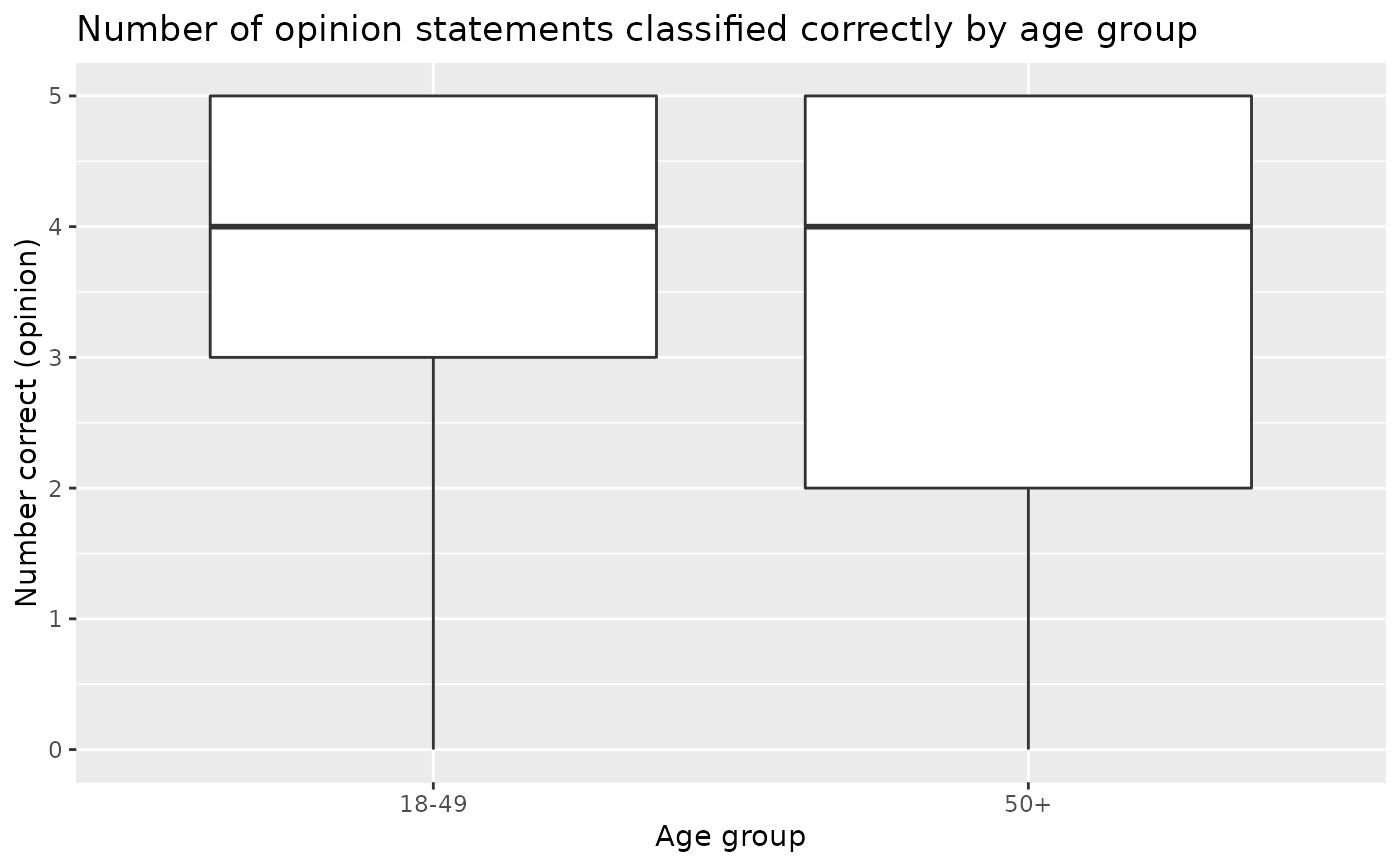 Number of opinion statements classified correctly by age group
Number correct (opinion)
5
4
3
2
1
0
18-49
50+
Age group